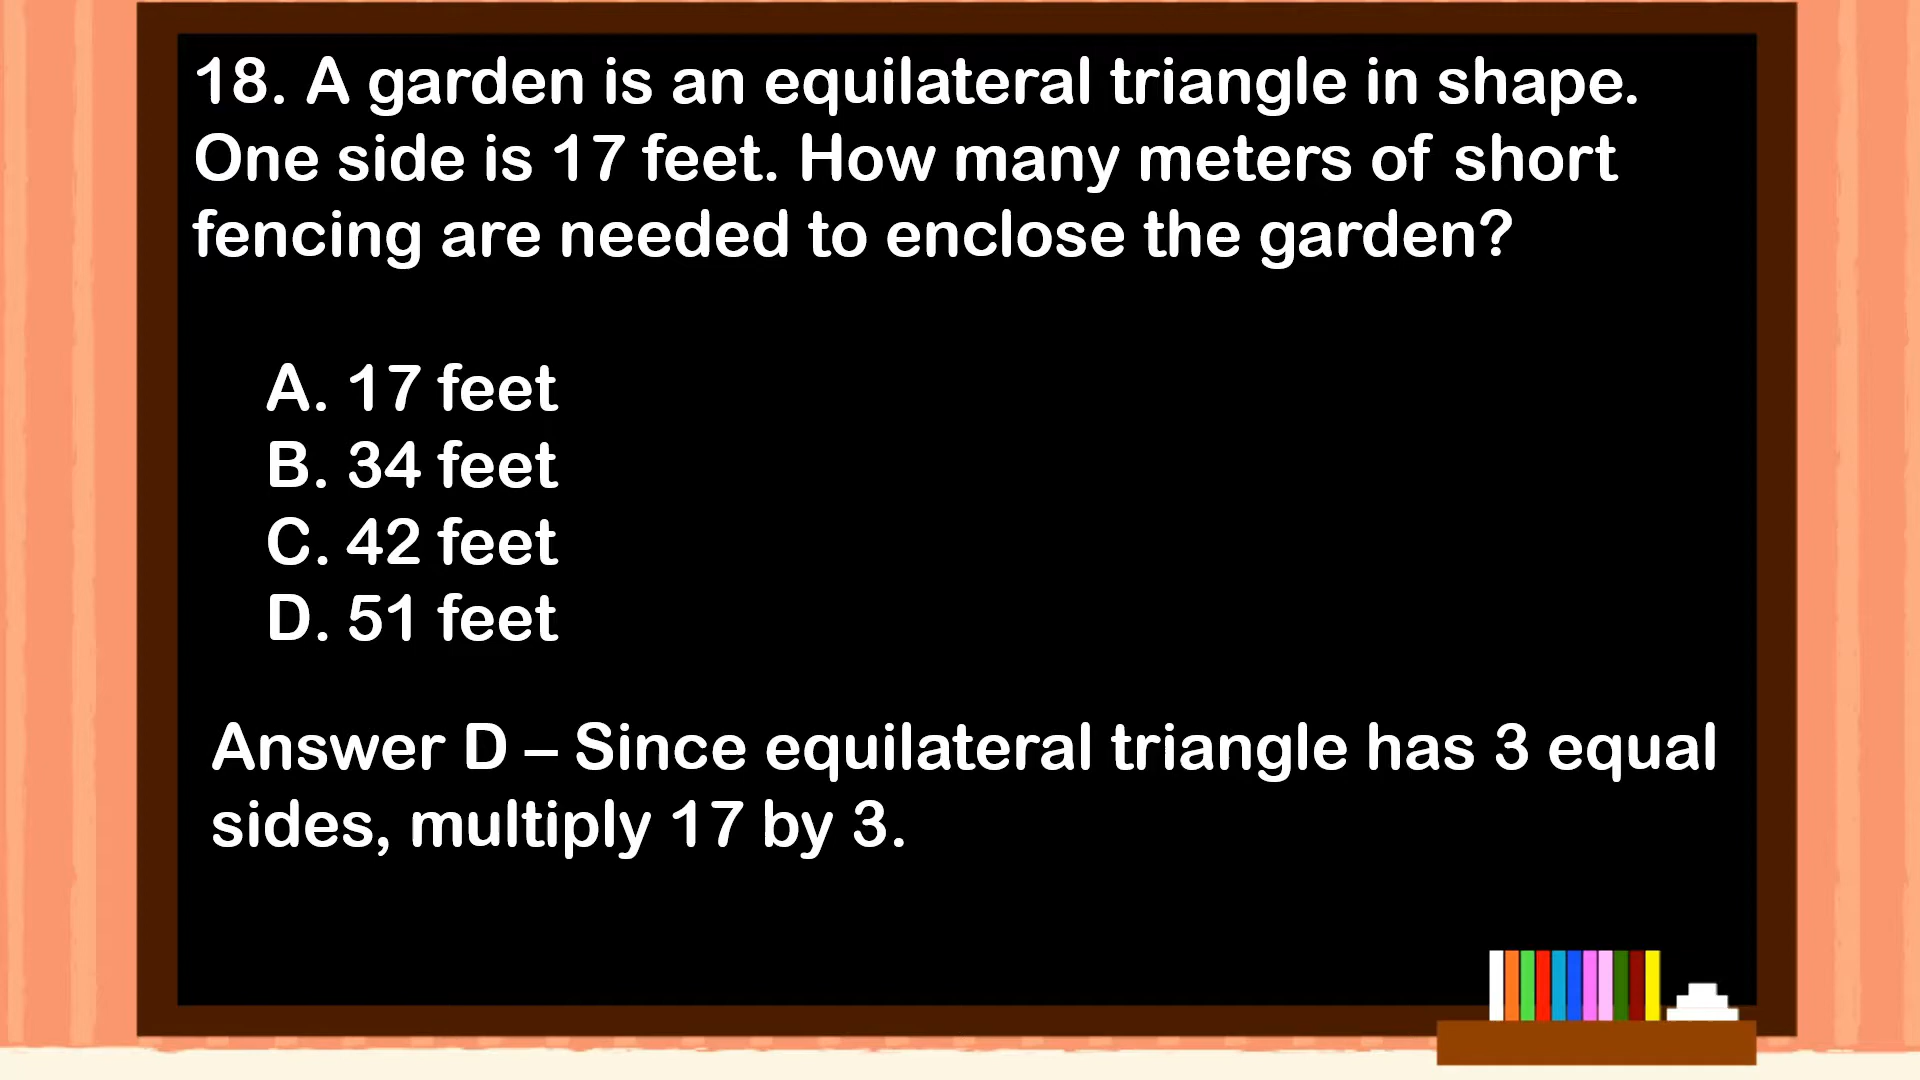 18. A garden is an equilateral triangle in shape.
One side is 17 feet. How many meters of short
fencing are needed to enclose the garden?
A. 17 feet
B. 34 feet
C. 42 feet
D. 51 feet
Answer D – Since equilateral triangle has 3 equal
sides, multiply 17 by 3.